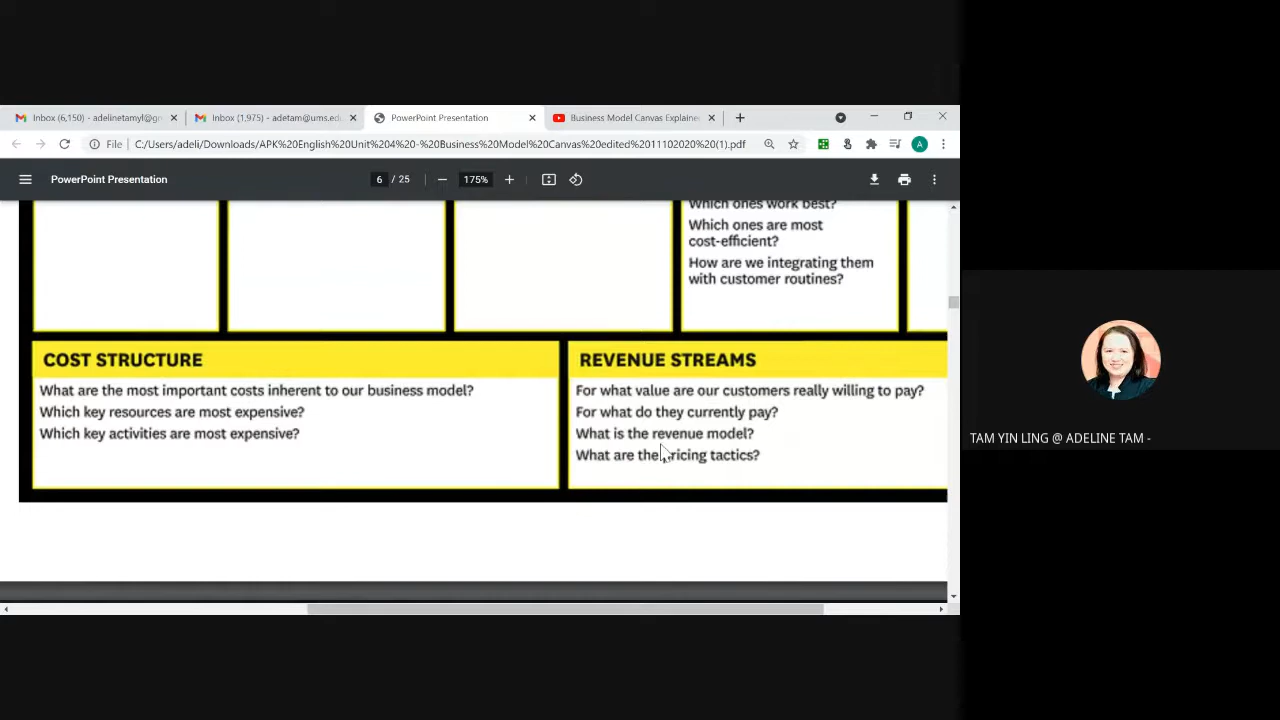 Inbox (6,150) - adelinetamyl@gm
Inbox (1,975) - adetam@ums.edu
PowerPoint Presentation
Business Model Canvas Explaine
File
C:/Users/adeli/Downloads/APK%20English%20Unit%204%20-%20Business%20Model%20Canvas%20edited%2011102020%20(1).pdf
A
PowerPoint Presentation
6 / 25
175%
Which ones work best?
Which ones are most
cost-efficient?
How are we integrating them
with customer routines?
COST STRUCTURE
What are the most important costs inherent to our business model?
Which key resources are most expensive?
Which key activities are most expensive?
REVENUE STREAMS
For what value are our customers really willing to pay?
For what do they currently pay?
What is the revenue model?
What are the pricing tactics?
TAM YIN LING @ ADELINE TAM -